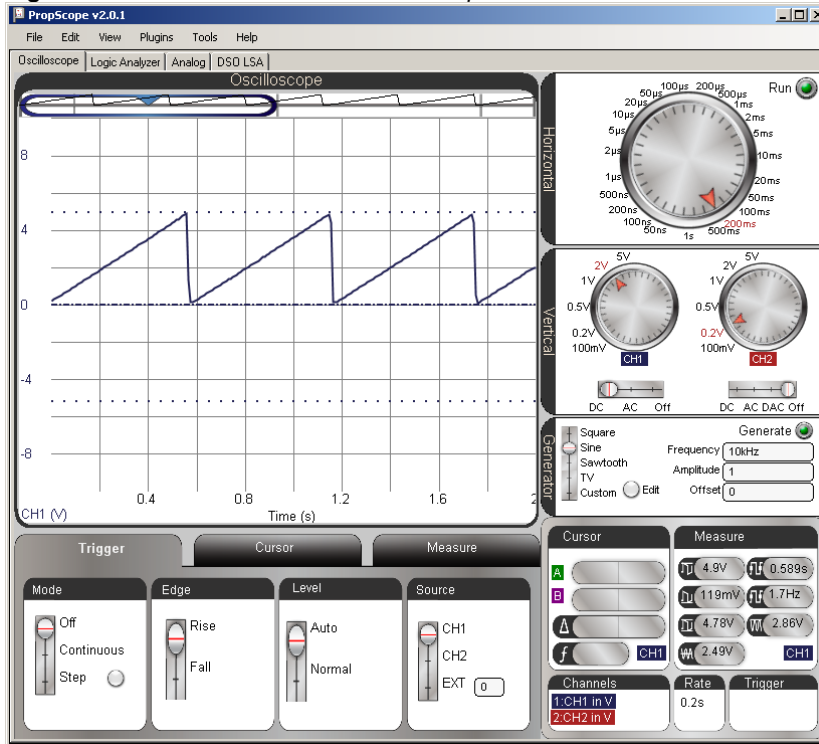 PropScope v2.0.1
File Edit View Plugins Tools Help
Oscilloscope Logic Analyzer Analog DSO LSA
Oscilloscope
8
4
0
-4
-8
0.4 0.8 1.2 1.6 2
CH1 (V) Time (s)
Horizontal
Run
50ns
100ns
200ns
500ns
1µs
2µs
5µs
10µs
20µs
50µs
100µs
200µs
500µs
1ms
2ms
5ms
10ms
20ms
50ms
100ms
200ms
500ms
1s
Vertical
5V
2V
1V
0.5V
0.2V
100mV
CH1
DC AC Off
5V
2V
1V
0.5V
0.2V
100mV
CH2
DC AC DAC Off
Generator
Square
Sine
Sawtooth
TV
Custom Edit
Generate
Frequency 10kHz
Amplitude 1
Offset 0
Trigger Cursor Measure
Mode
Off
Continuous
Step
Edge
Rise
Fall
Level
Auto
Normal
Source
CH1
CH2
EXT 0
Cursor
A
B
Δ
f CH1
Measure
4.9V 0.589s
119mV 1.7Hz
4.78V 2.86V
2.49V CH1
Channels
1:CH1 in V
2:CH2 in V
Rate
0.2s
Trigger